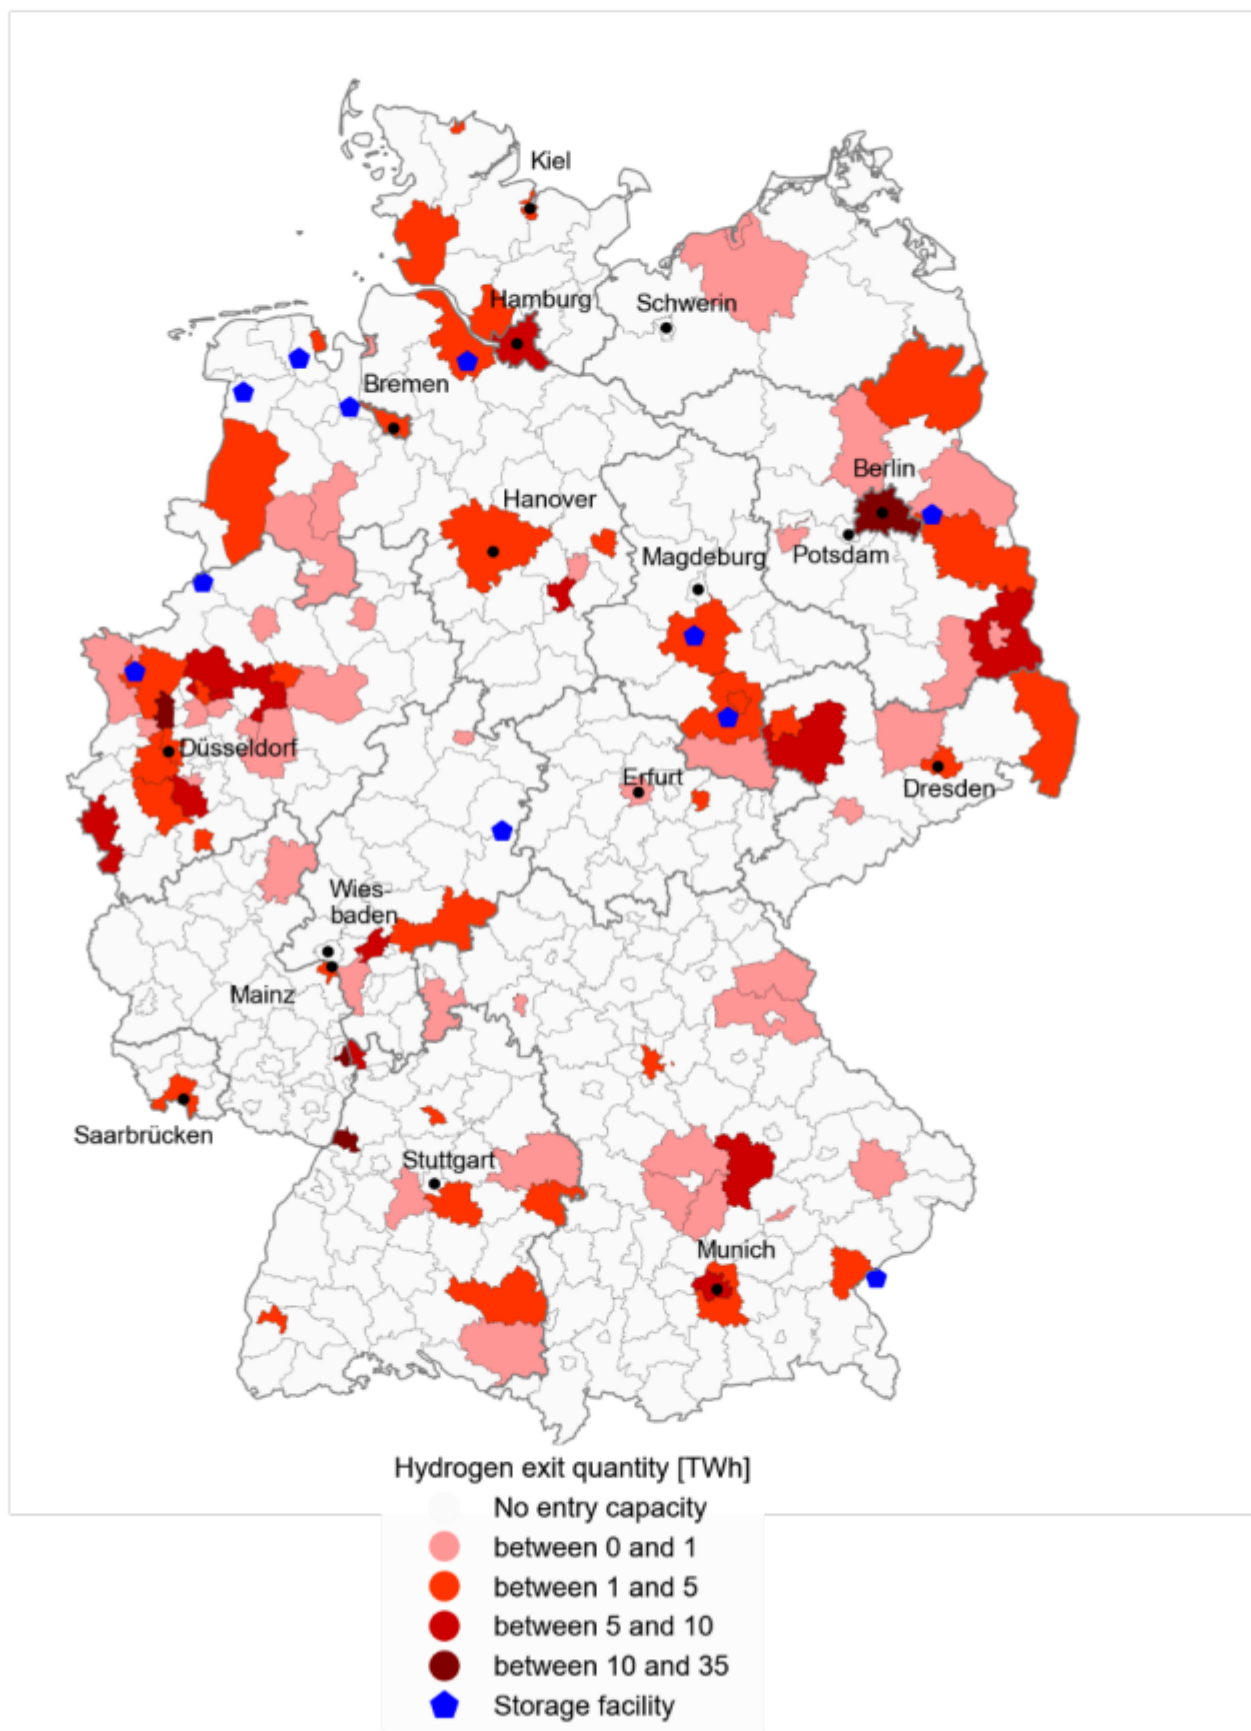 Kiel
Hamburg
Schwerin
Bremen
Berlin
Hanover
Magdeburg
Potsdam
Düsseldorf
Erfurt
Dresden
Wies-
baden
Mainz
Saarbrücken
Stuttgart
Munich
Hydrogen exit quantity [TWh]
No entry capacity
between 0 and 1
between 1 and 5
between 5 and 10
between 10 and 35
Storage facility